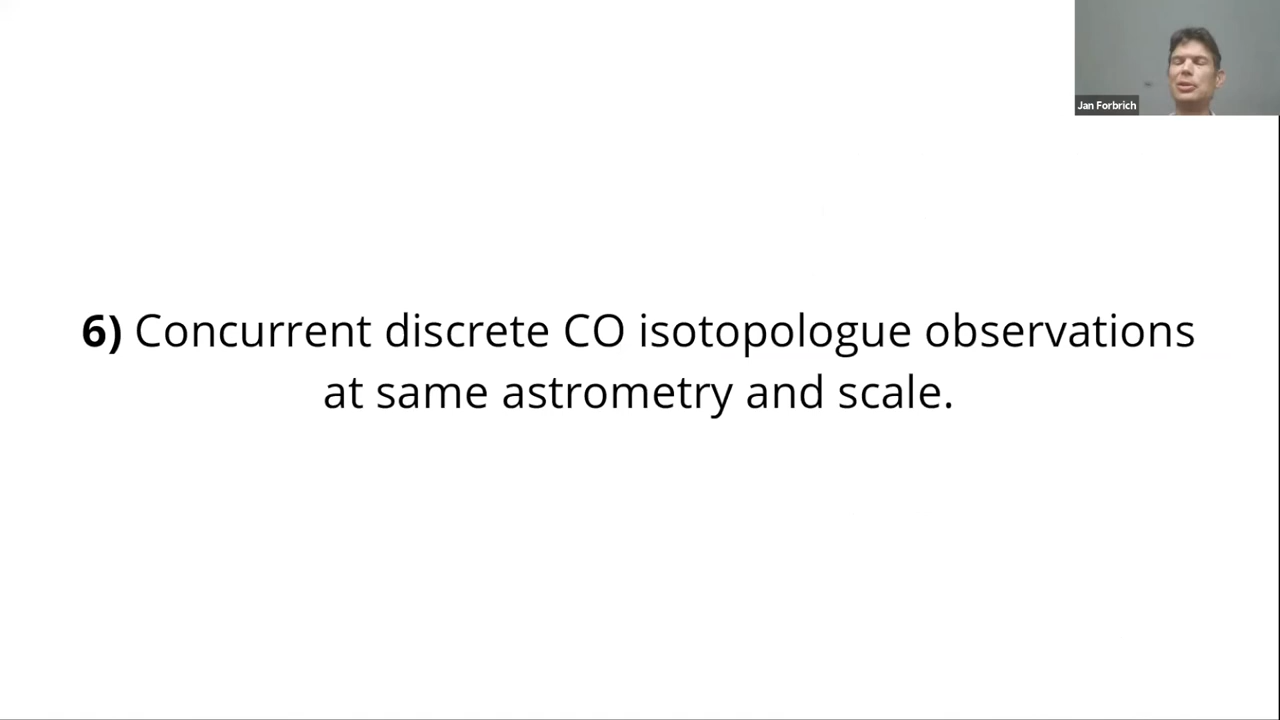 Jan Forbrich
6) Concurrent discrete CO isotopologue observations
at same astrometry and scale.